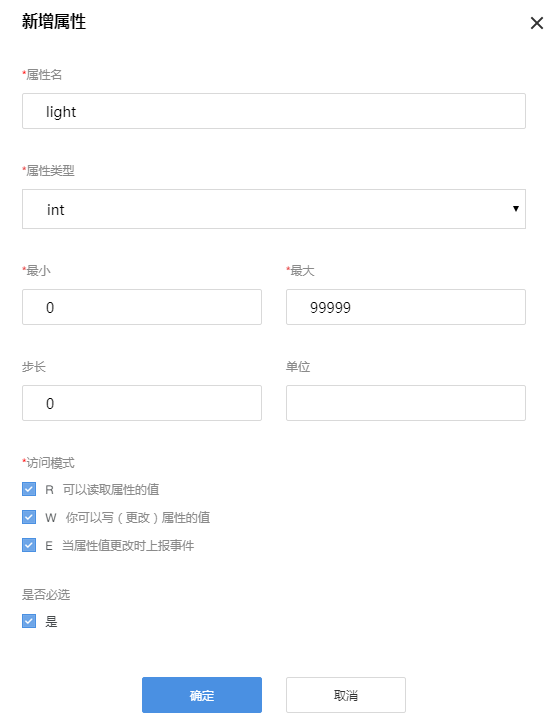 新增属性
*属性名
light
*属性类型
int
*最小 *最大
0 99999
步长 单位
0
*访问模式
R 可以读取属性的值
W 你可以写（更改）属性的值
E 当属性值更改时上报事件
是否必选
是
确定 取消